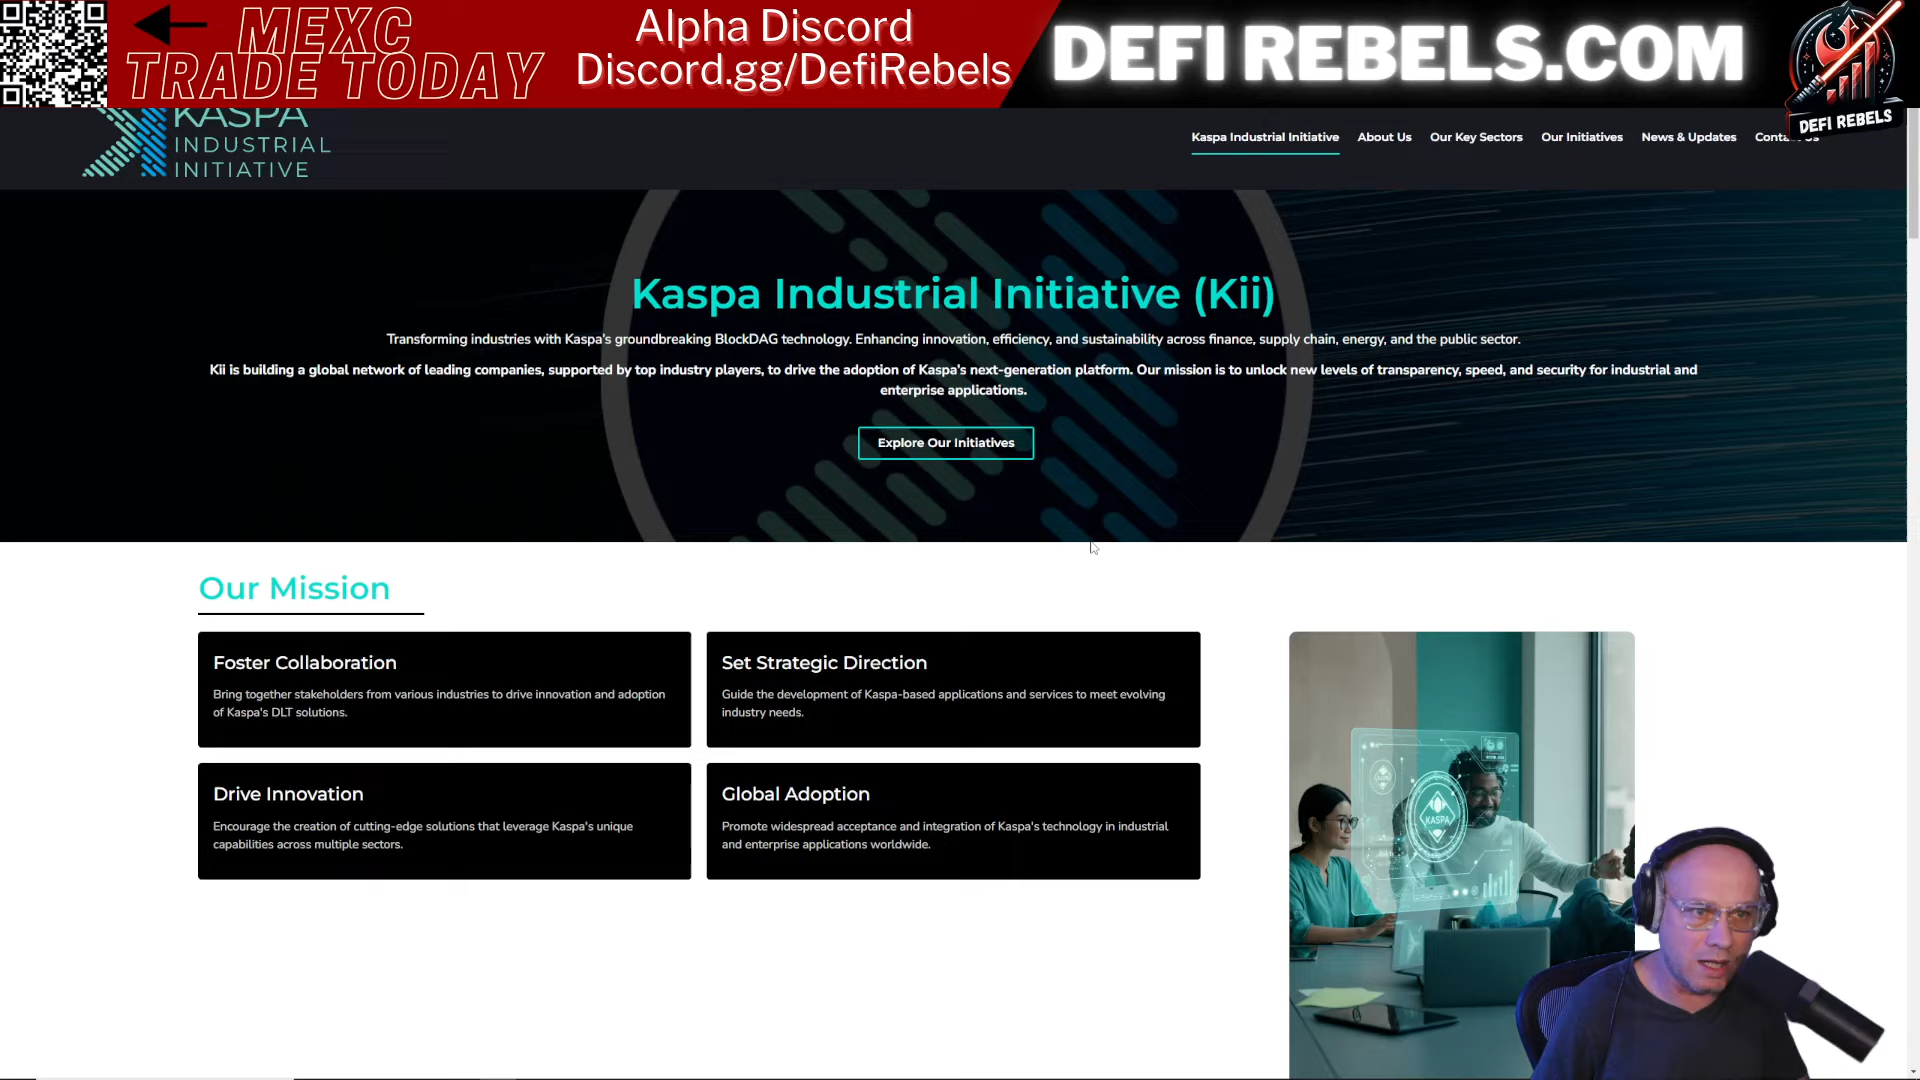 MEXC
TRADE TODAY
Alpha Discord
Discord.gg/DefiRebels
DEFI REBELS.COM
DEFI REBELS
KASPA
INDUSTRIAL
INITIATIVE
Kaspa Industrial Initiative
About Us
Our Key Sectors
Our Initiatives
News & Updates
Kaspa Industrial Initiative (Kii)
Transforming industries with Kaspa's groundbreaking BlockDAG technology. Enhancing innovation, efficiency, and sustainability across finance, supply chain, energy, and the public sector.
Kii is building a global network of leading companies, supported by top industry players, to drive the adoption of Kaspa's next-generation platform. Our mission is to unlock new levels of transparency, speed, and security for industrial and
enterprise applications.
Explore Our Initiatives
Our Mission
Foster Collaboration
Bring together stakeholders from various industries to drive innovation and adoption
of Kaspa's DLT solutions.
Set Strategic Direction
Guide the development of Kaspa-based applications and services to meet evolving
industry needs.
Drive Innovation
Encourage the creation of cutting-edge solutions that leverage Kaspa's unique
capabilities across multiple sectors.
Global Adoption
Promote widespread acceptance and integration of Kaspa's technology in industrial
and enterprise applications worldwide.
KASPA